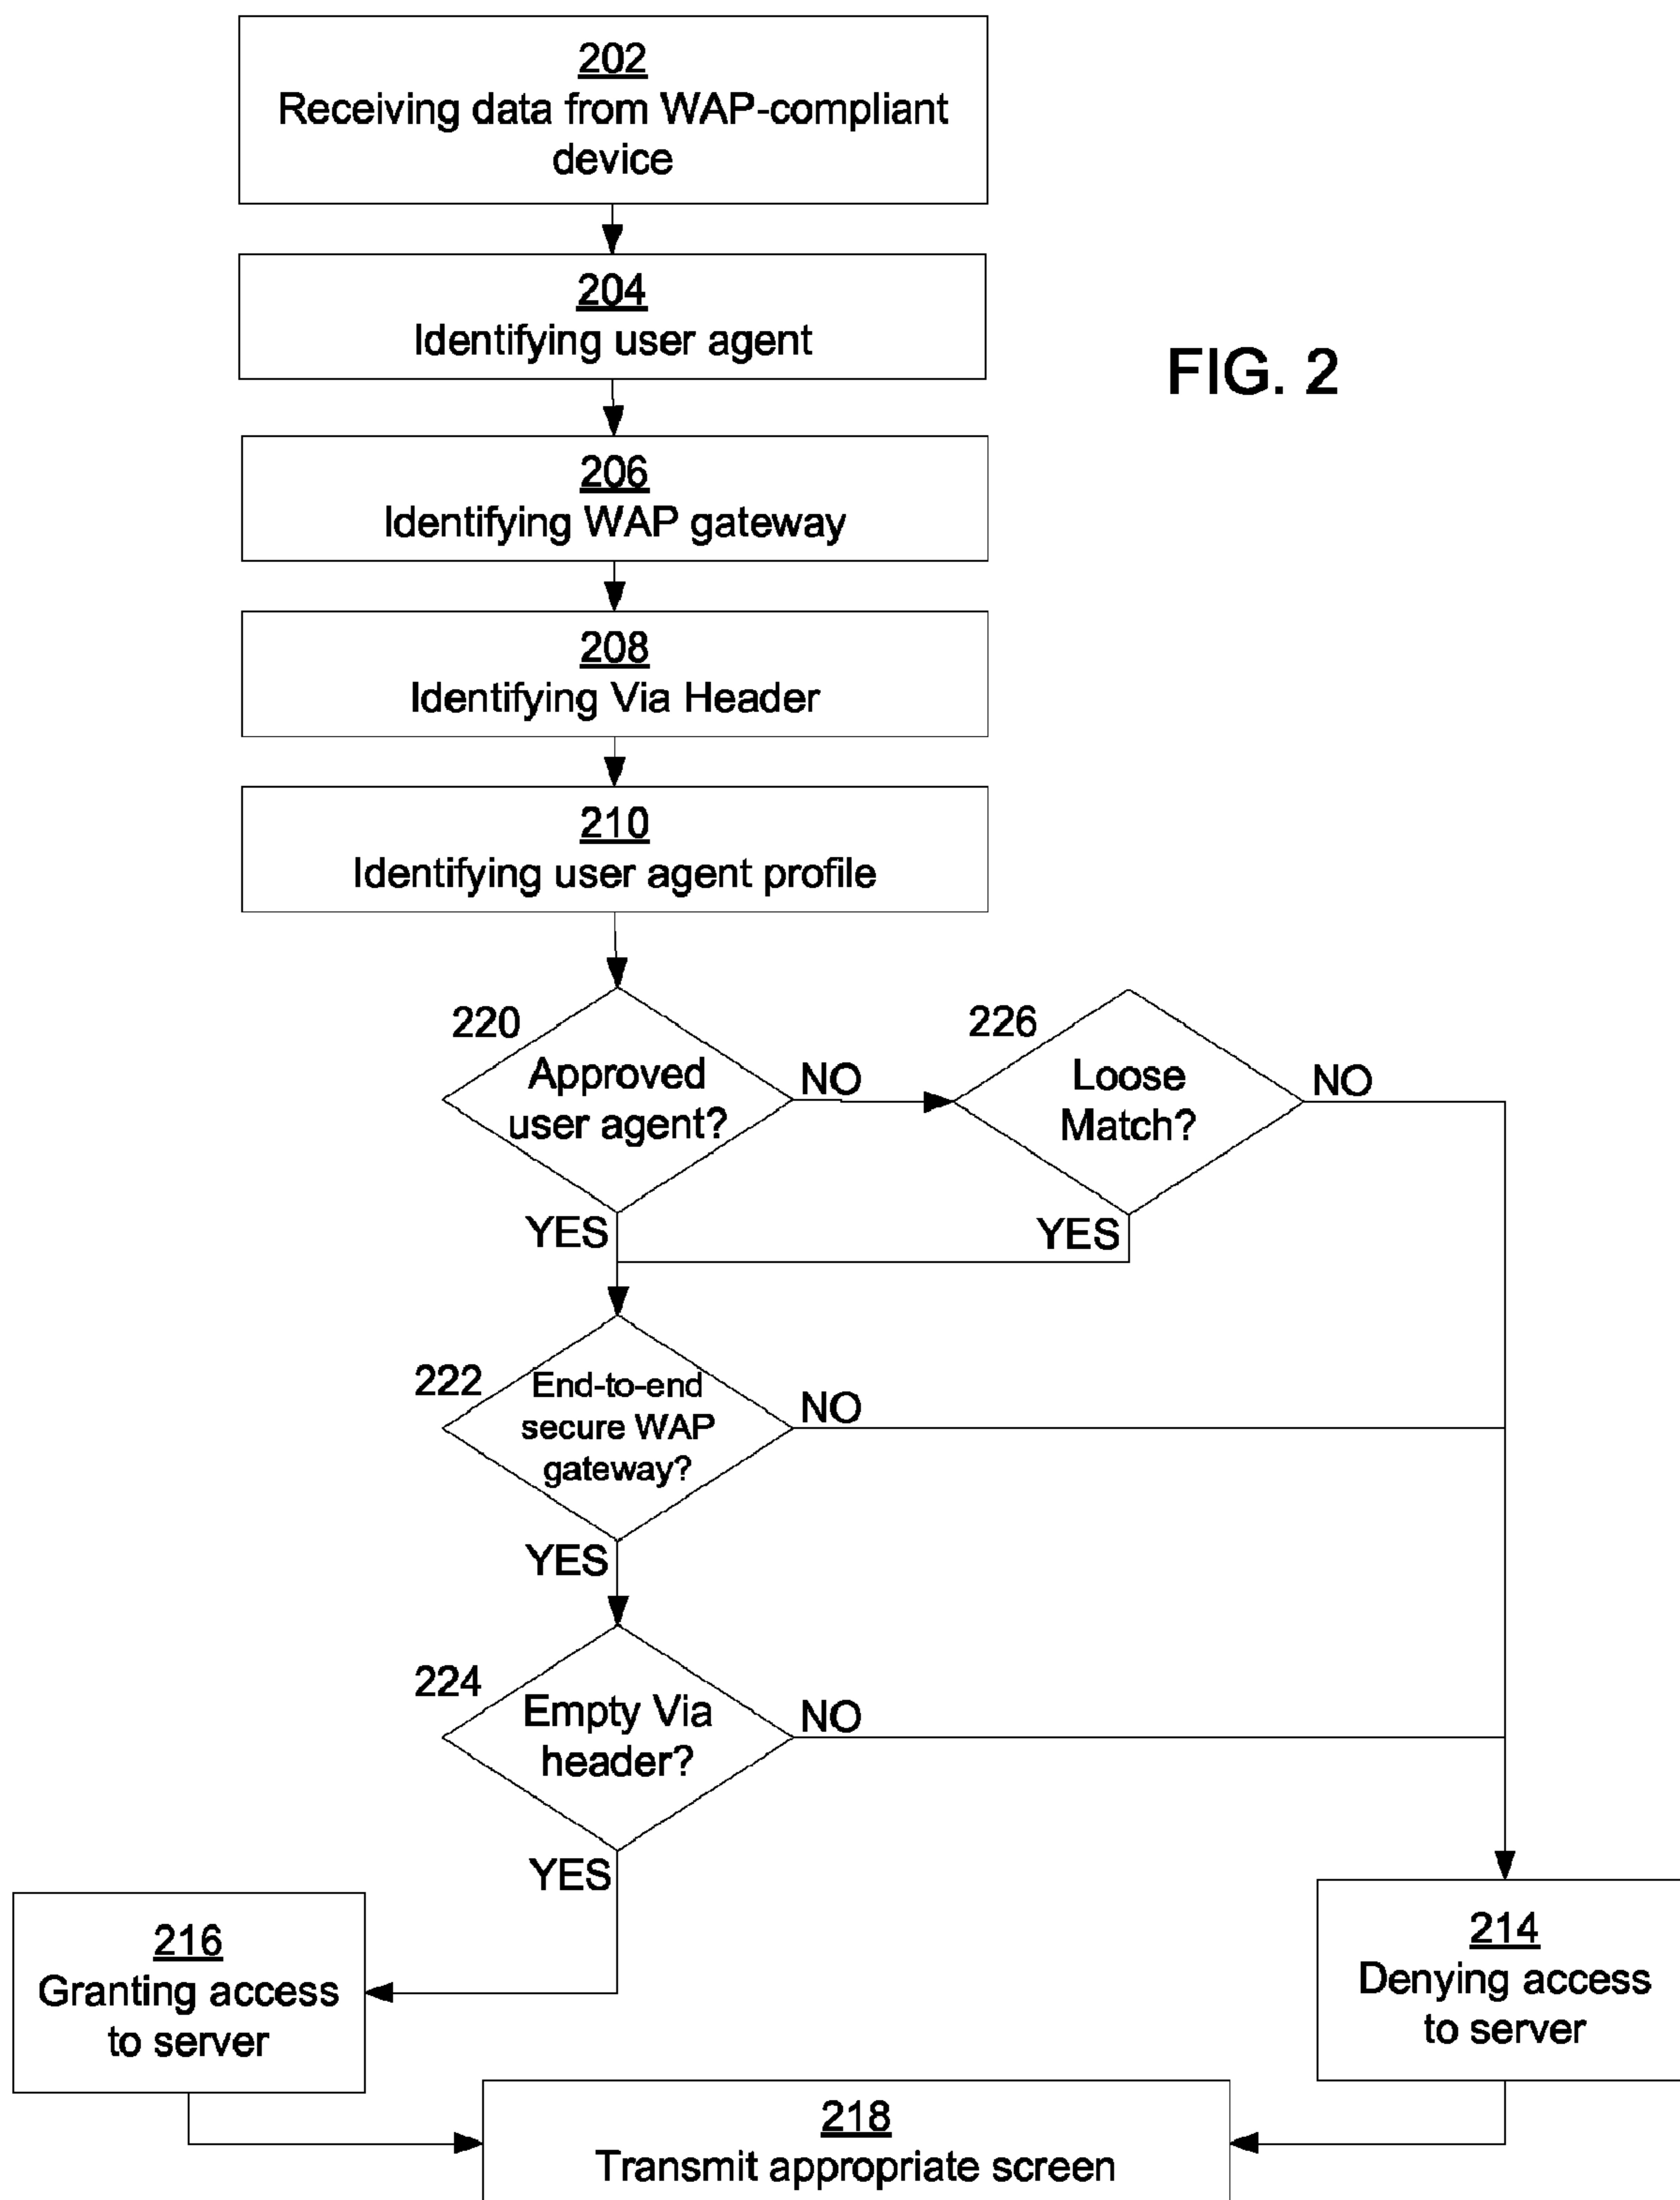 202
Receiving data from WAP-compliant
device
204
Identifying user agent
FIG. 2
206
Identifying WAP gateway
208
Identifying Via Header
210
Identifying user agent profile
220
Approved
user agent?
NO
YES
226
Loose
Match?
NO
YES
222
End-to-end
secure WAP
gateway?
NO
YES
224
Empty Via
header?
NO
YES
216
Granting access
to server
214
Denying access
to server
218
Transmit appropriate screen